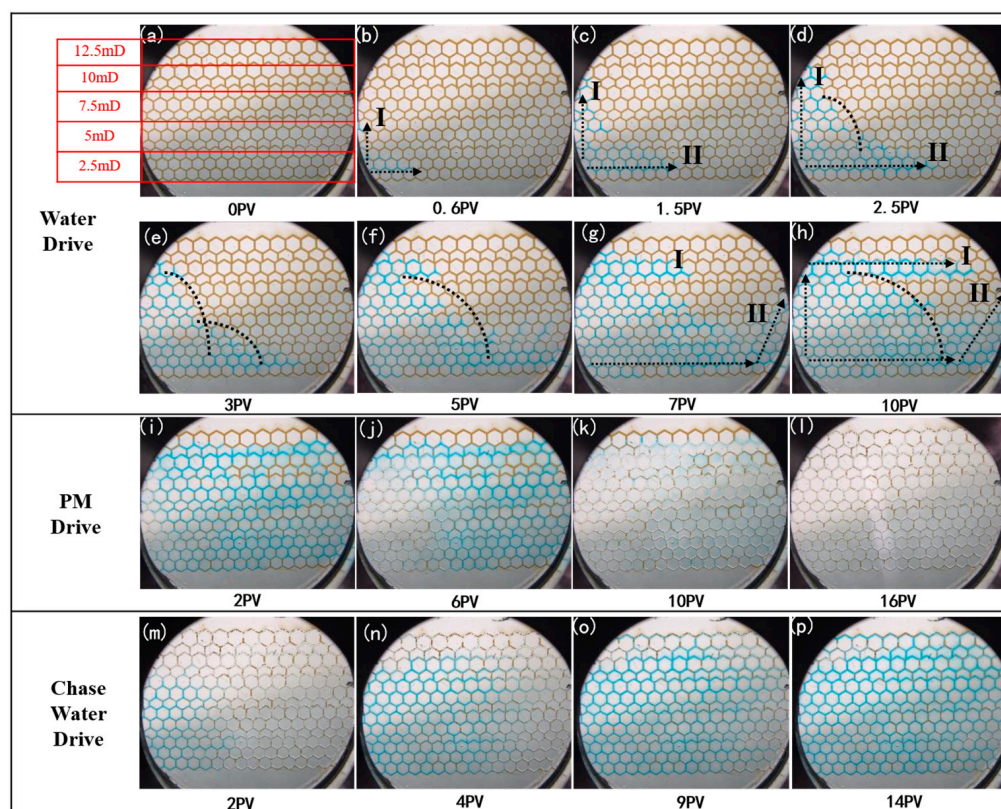 (a)
(b)
(c)
(d)
12.5mD
10mD
7.5mD
5mD
2.5mD
I
I
II
I
II
0PV
0.6PV
1.5PV
2.5PV
Water
Drive
(e)
(f)
(g)
(h)
I
II
I
II
3PV
5PV
7PV
10PV
PM
Drive
(i)
(j)
(k)
(l)
2PV
6PV
10PV
16PV
Chase
Water
Drive
(m)
(n)
(o)
(p)
2PV
4PV
9PV
14PV